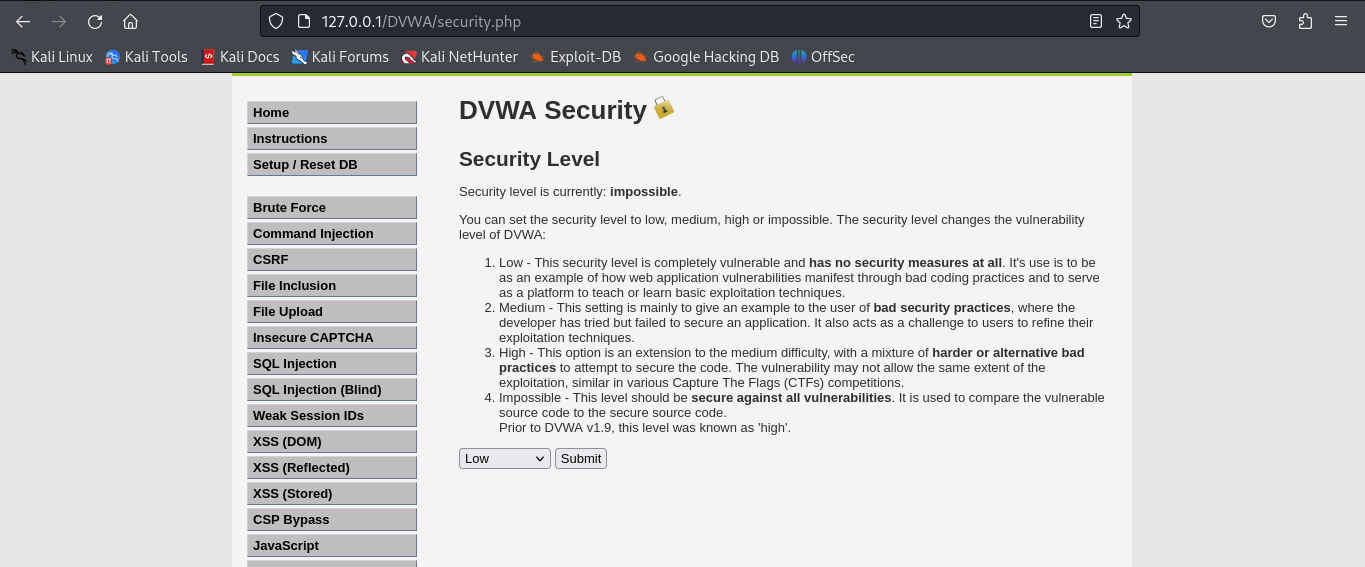 127.0.0.1/DVWA/security.php
Kali Linux Kali Tools Kali Docs Kali Forums Kali NetHunter Exploit-DB Google Hacking DB OffSec
Home
Instructions
Setup / Reset DB
Brute Force
Command Injection
CSRF
File Inclusion
File Upload
Insecure CAPTCHA
SQL Injection
SQL Injection (Blind)
Weak Session IDs
XSS (DOM)
XSS (Reflected)
XSS (Stored)
CSP Bypass
JavaScript
DVWA Security
Security Level
Security level is currently: impossible.
You can set the security level to low, medium, high or impossible. The security level changes the vulnerability
level of DVWA:
1. Low - This security level is completely vulnerable and has no security measures at all. It's use is to be
as an example of how web application vulnerabilities manifest through bad coding practices and to serve
as a platform to teach or learn basic exploitation techniques.
2. Medium - This setting is mainly to give an example to the user of bad security practices, where the
developer has tried but failed to secure an application. It also acts as a challenge to users to refine their
exploitation techniques.
3. High - This option is an extension to the medium difficulty, with a mixture of harder or alternative bad
practices to attempt to secure the code. The vulnerability may not allow the same extent of the
exploitation, similar in various Capture The Flags (CTFs) competitions.
4. Impossible - This level should be secure against all vulnerabilities. It is used to compare the vulnerable
source code to the secure source code.
Prior to DVWA v1.9, this level was known as 'high'.
Low Submit